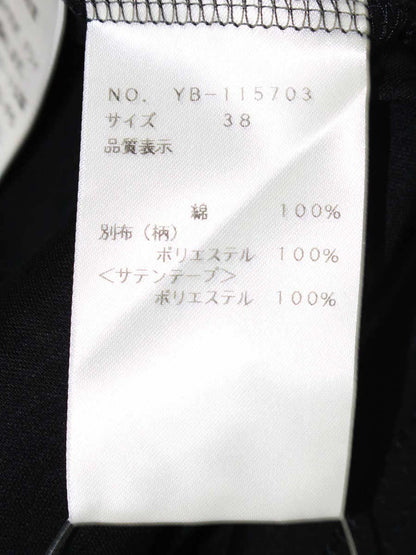 NO. YB-115703
サイズ 38
品質表示
綿 100%
別布（柄）
ポリエステル 100%
＜サテンテープ＞
ポリエステル 100%